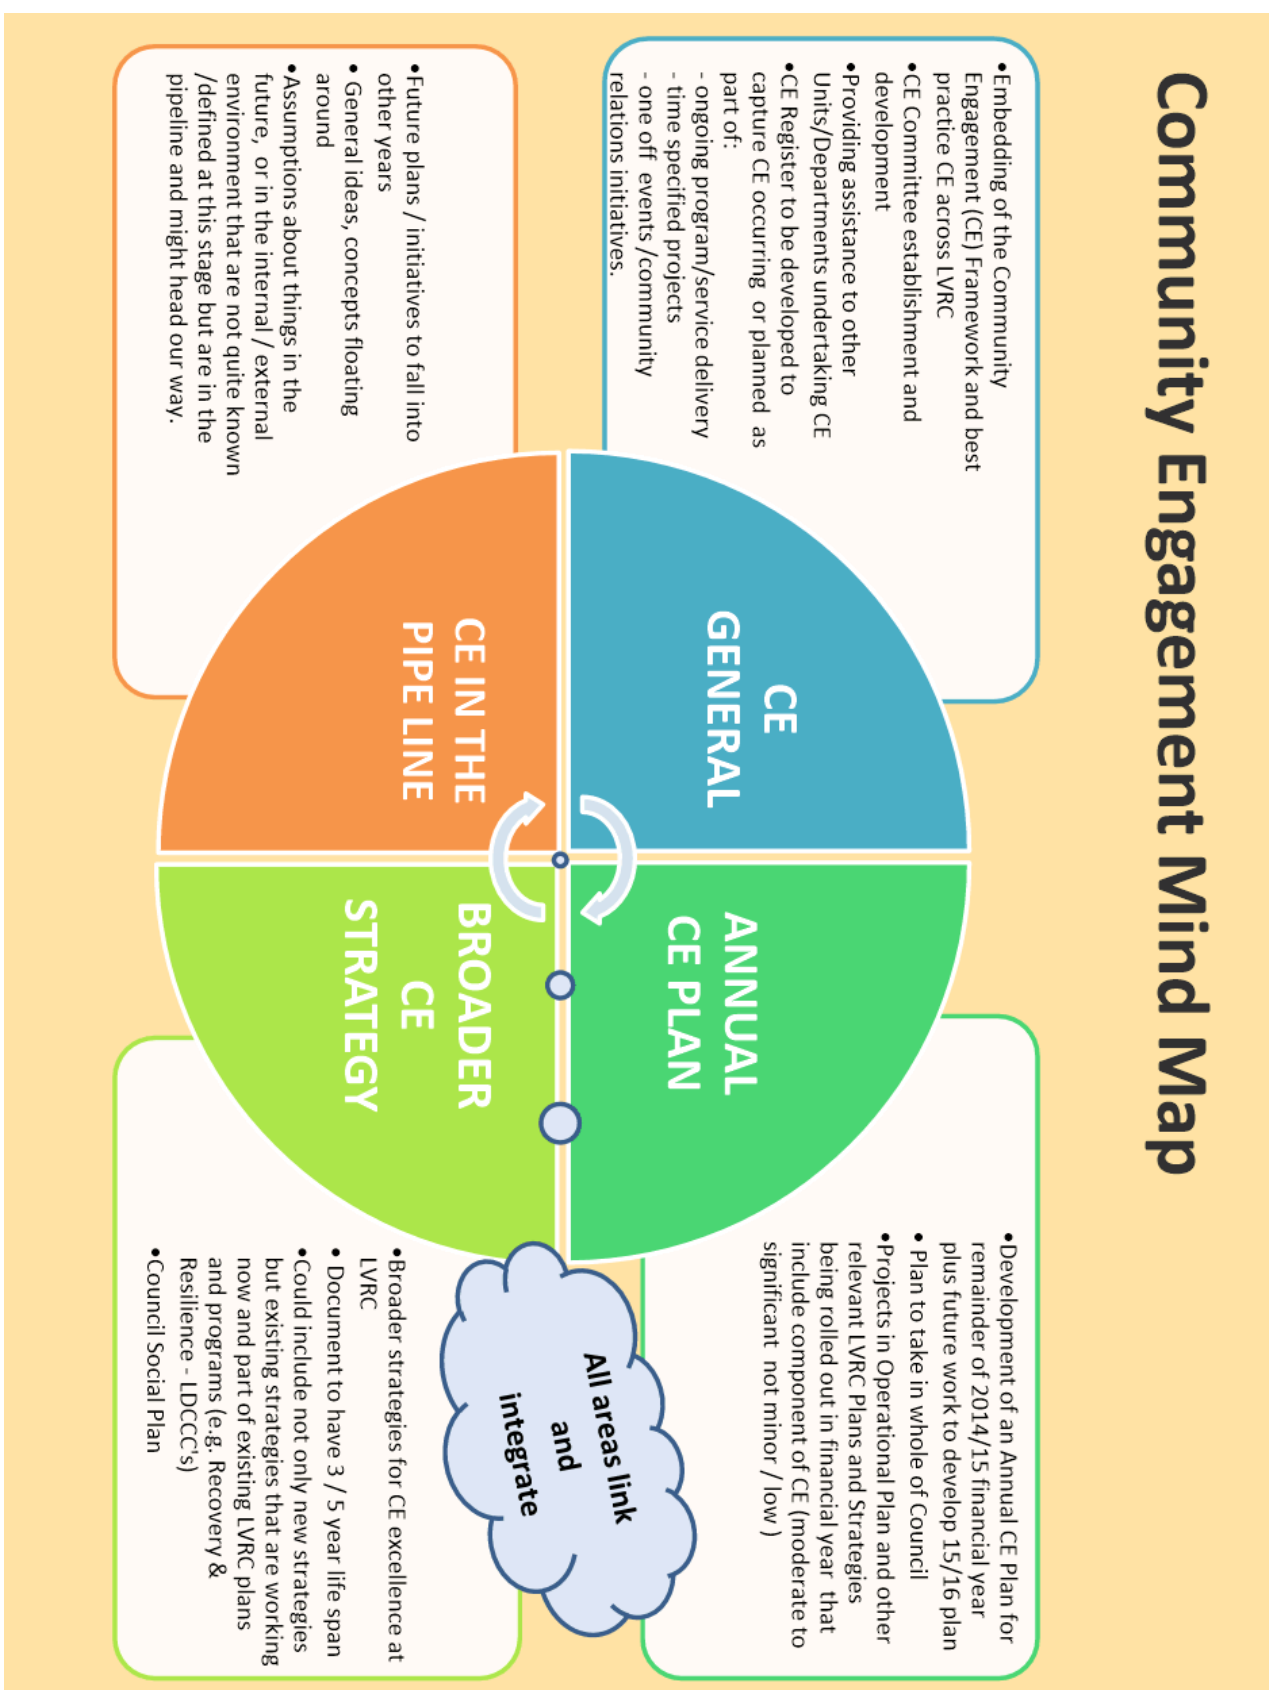 Community Engagement Mind Map
•Embedding of the Community
Engagement (CE) Framework and best
practice CE across LVRC
•CE Committee establishment and
development
•Providing assistance to other
Units/Departments undertaking CE
•CE Register to be developed to
capture CE occurring or planned as
part of:
- ongoing program/service delivery
- time specified projects
- one off events /community
relations initiatives.
•Development of an Annual CE Plan for
remainder of 2014/15 financial year
plus future work to develop 15/16 plan
• Plan to take in whole of Council
•Projects in Operational Plan and other
relevant LVRC Plans and Strategies
being rolled out in financial year that
include component of CE (moderate to
significant not minor / low )
CE
GENERAL
ANNUAL
CE PLAN
CE IN THE
PIPE LINE
BROADER
CE
STRATEGY
All areas link
and
integrate
•Future plans / initiatives to fall into
other years
• General ideas, concepts floating
around
•Assumptions about things in the
future, or in the internal / external
environment that are not quite known
/defined at this stage but are in the
pipeline and might head our way.
•Broader strategies for CE excellence at
LVRC
• Document to have 3 / 5 year life span
•Could include not only new strategies
but existing strategies that are working
now and part of existing LVRC plans
and programs (e.g. Recovery &
Resilience - LDCCC's)
•Council Social Plan